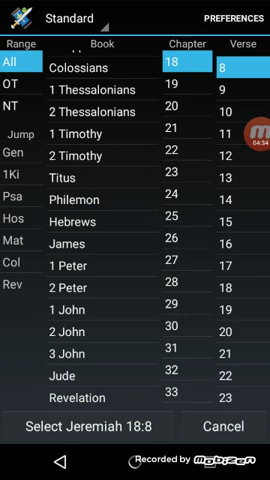 Standard PREFERENCES
Range Book Chapter Verse
All Colossians 18 8
OT 1 Thessalonians 19 9
NT 2 Thessalonians 20 10
Jump 1 Timothy 21 11
Gen 2 Timothy 22 12
1Ki Titus 23 13
Psa Philemon 24 14
Hos Hebrews 25 15
Mat James 26 16
Col 1 Peter 27 17
Rev 2 Peter 28 18
1 John 29 19
2 John 30 20
3 John 31 21
Jude 32 22
Revelation 33 23
04:34
Select Jeremiah 18:8 Cancel
Recorded by mobizen